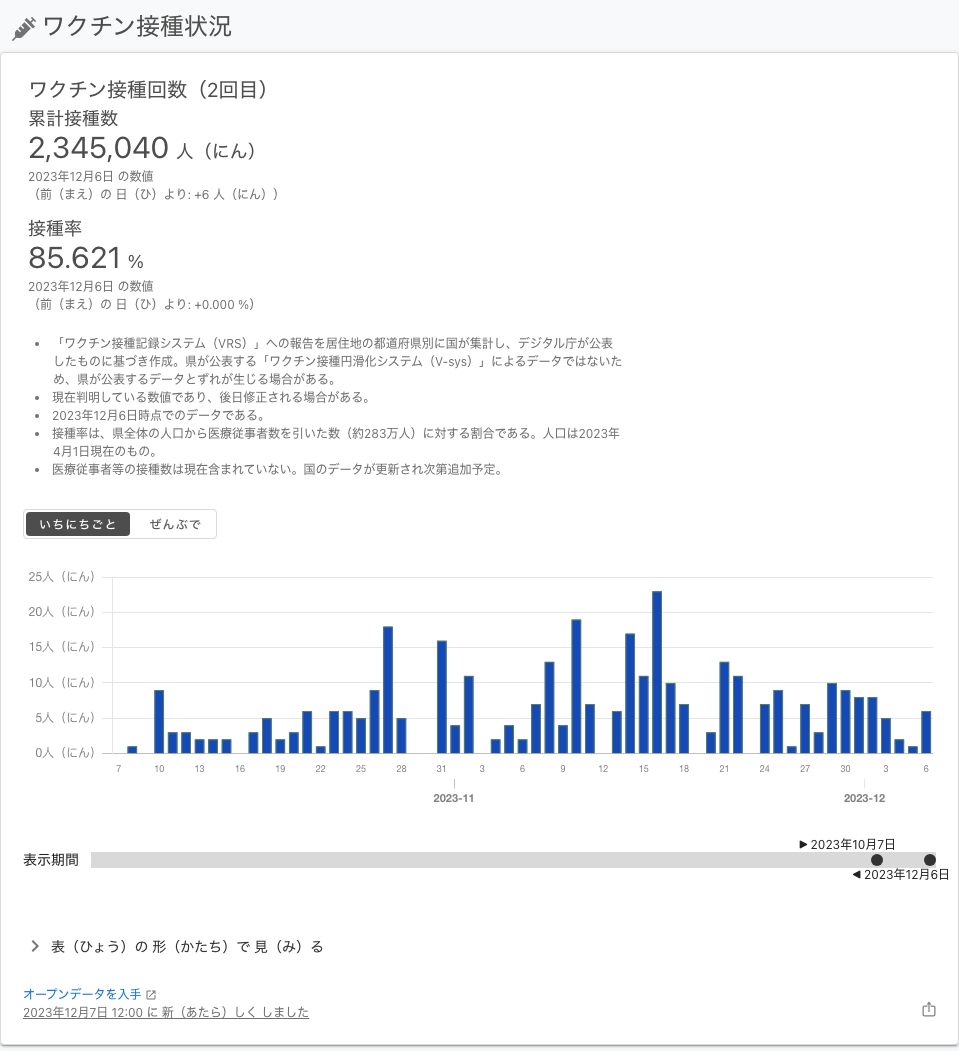 ワクチン接種状況
ワクチン接種回数（2回目）
累計接種数
2,345,040 人（にん）
2023年12月6日 の数値
（前（まえ）の 日（ひ）より: +6 人（にん））
接種率
85.621 %
2023年12月6日 の数値
（前（まえ）の 日（ひ）より: +0.000 %）
• 「ワクチン接種記録システム（VRS）」への報告を居住地の都道府県別に国が集計し、デジタル庁が公表
したものに基づき作成。県が公表する「ワクチン接種円滑化システム（V-sys）」によるデータではないた
め、県が公表するデータとずれが生じる場合がある。
• 現在判明している数値であり、後日修正される場合がある。
• 2023年12月6日時点でのデータである。
• 接種率は、県全体の人口から医療従事者数を引いた数（約283万人）に対する割合である。人口は2023年
4月1日現在のもの。
• 医療従事者等の接種数は現在含まれていない。国のデータが更新され次第追加予定。
いちにちごと ぜんぶで
25人（にん）
20人（にん）
15人（にん）
10人（にん）
5人（にん）
0人（にん）
7 10 13 16 19 22 25 28 31 3 6 9 12 15 18 21 24 27 30 3 6
2023-11 2023-12
▶ 2023年10月7日
表示期間
◀ 2023年12月6日
表（ひょう）の 形（かたち）で 見（み）る
オープンデータを入手
2023年12月7日 12:00 に 新（あたら）しく しました